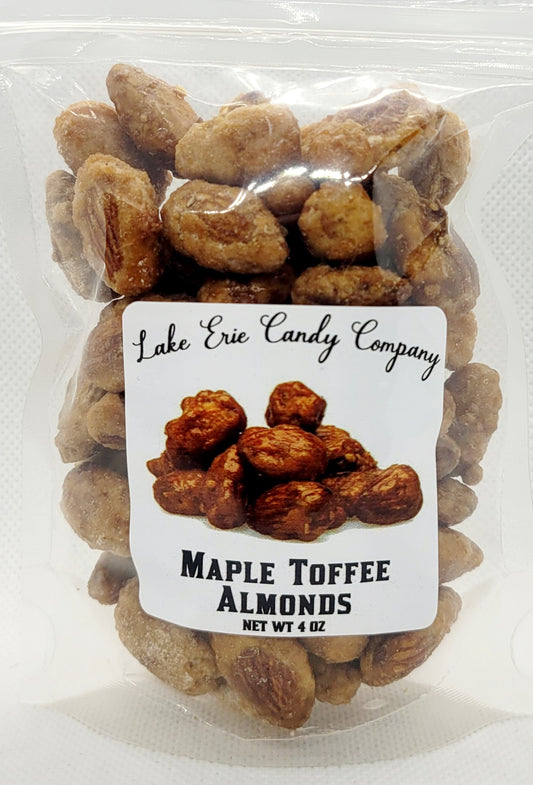 Lake Erie Candy Company
Maple Toffee
Almonds
NET WT 4 OZ